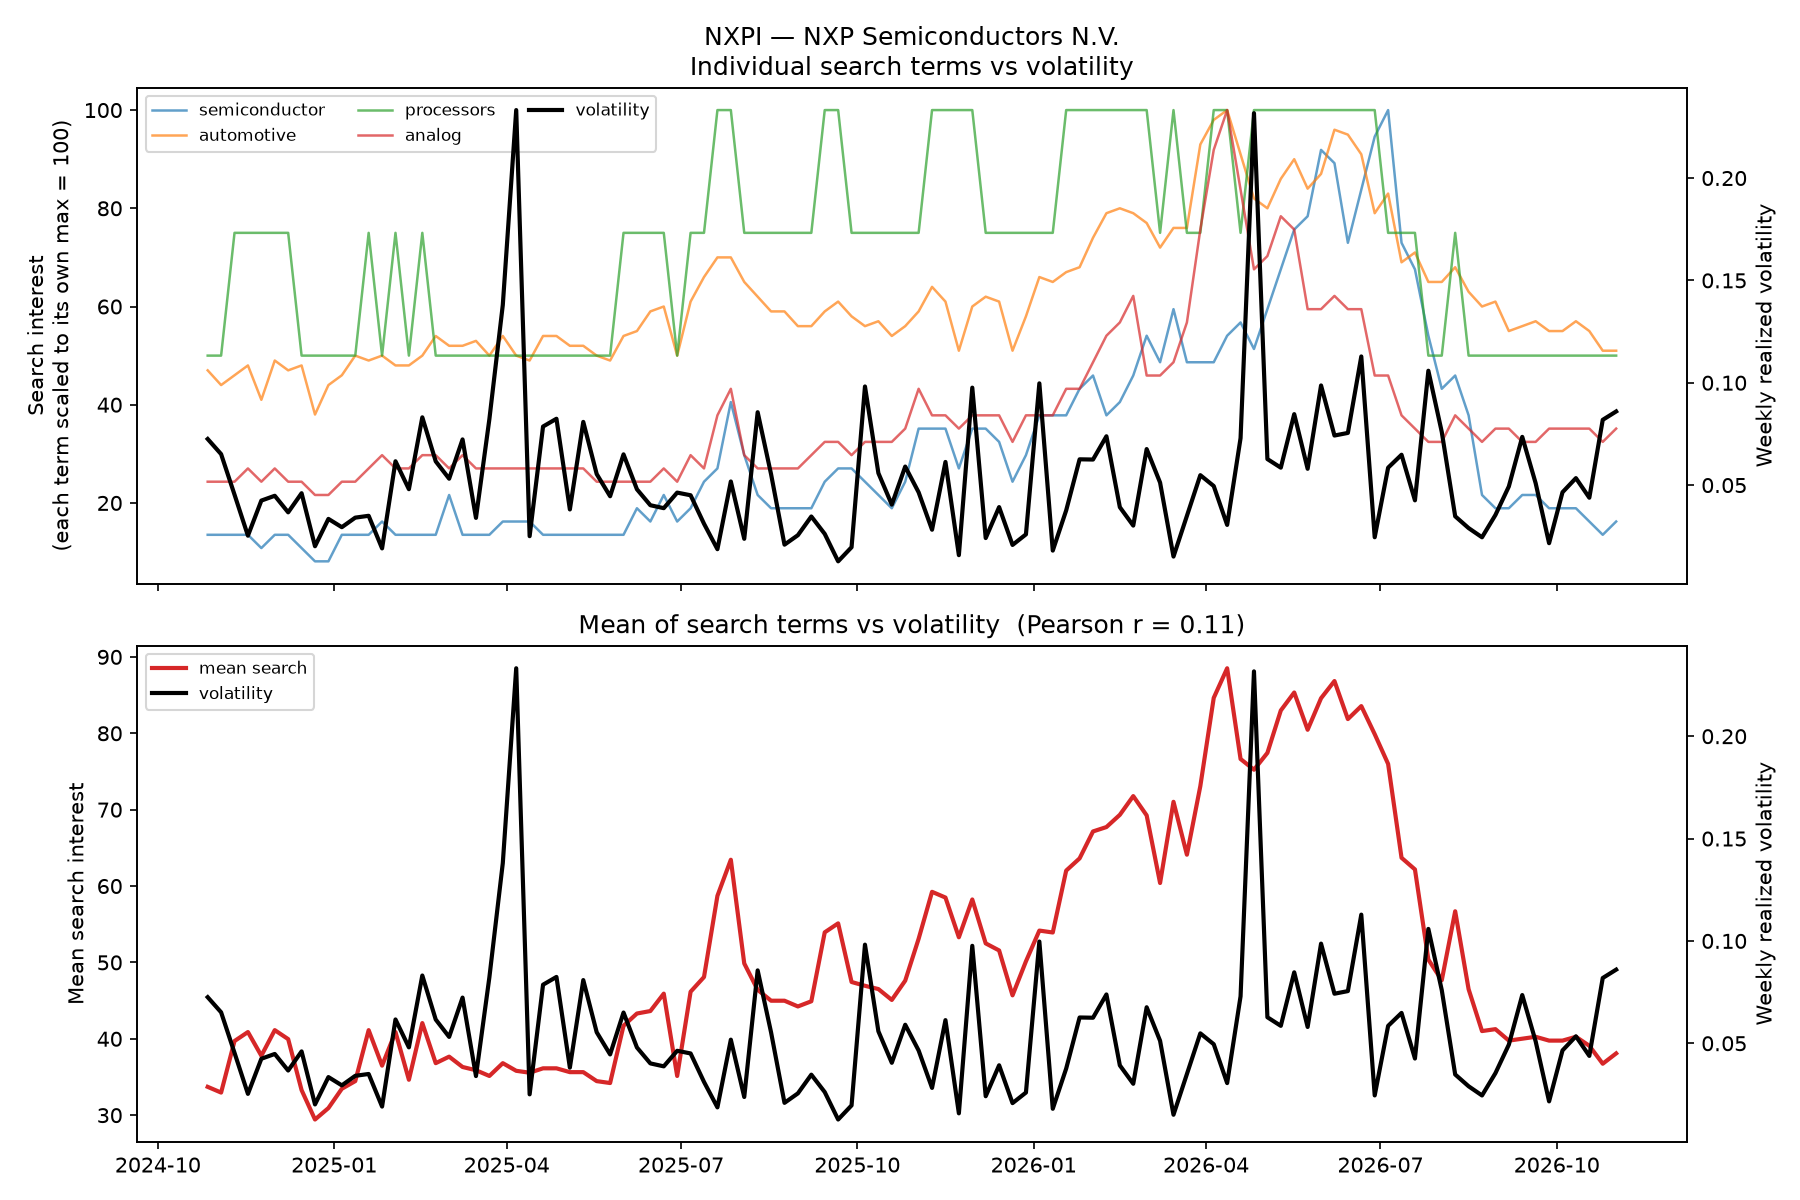 NXPI — NXP Semiconductors N.V.
Individual search terms vs volatility
semiconductor
automotive
processors
analog
volatility
Search interest
(each term scaled to its own max = 100)
100
80
60
40
20
0.20
0.15
0.10
0.05
Weekly realized volatility
Mean of search terms vs volatility (Pearson r = 0.11)
mean search
volatility
Mean search interest
90
80
70
60
50
40
30
0.20
0.15
0.10
0.05
Weekly realized volatility
2024-10
2025-01
2025-04
2025-07
2025-10
2026-01
2026-04
2026-07
2026-10